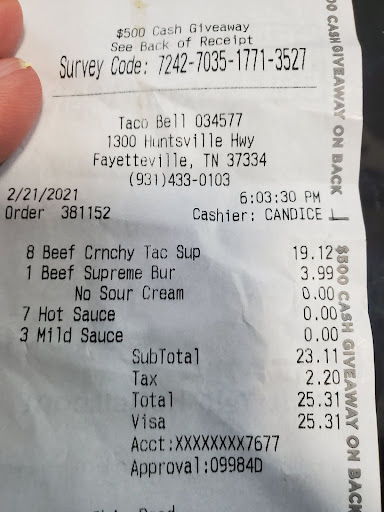 $500 Cash Giveaway
See Back of Receipt
Survey Code: 7242-7035-1771-3527
Taco Bell 034577
1300 Huntsville Hwy
Fayetteville, TN 37334
(931)433-0103
2/21/2021 6:03:30 PM
Order 381152 Cashier: CANDICE L
8 Beef Crnchy Tac Sup 19.12
1 Beef Supreme Bur 3.99
No Sour Cream 0.00
7 Hot Sauce 0.00
3 Mild Sauce 0.00
SubTotal 23.11
Tax 2.20
Total 25.31
Visa 25.31
Acct:XXXXXXXX7677
Approval:09984D
00 CASH GIVEAWAY ON BACK
$500 CASH GIVEAWAY ON BACK